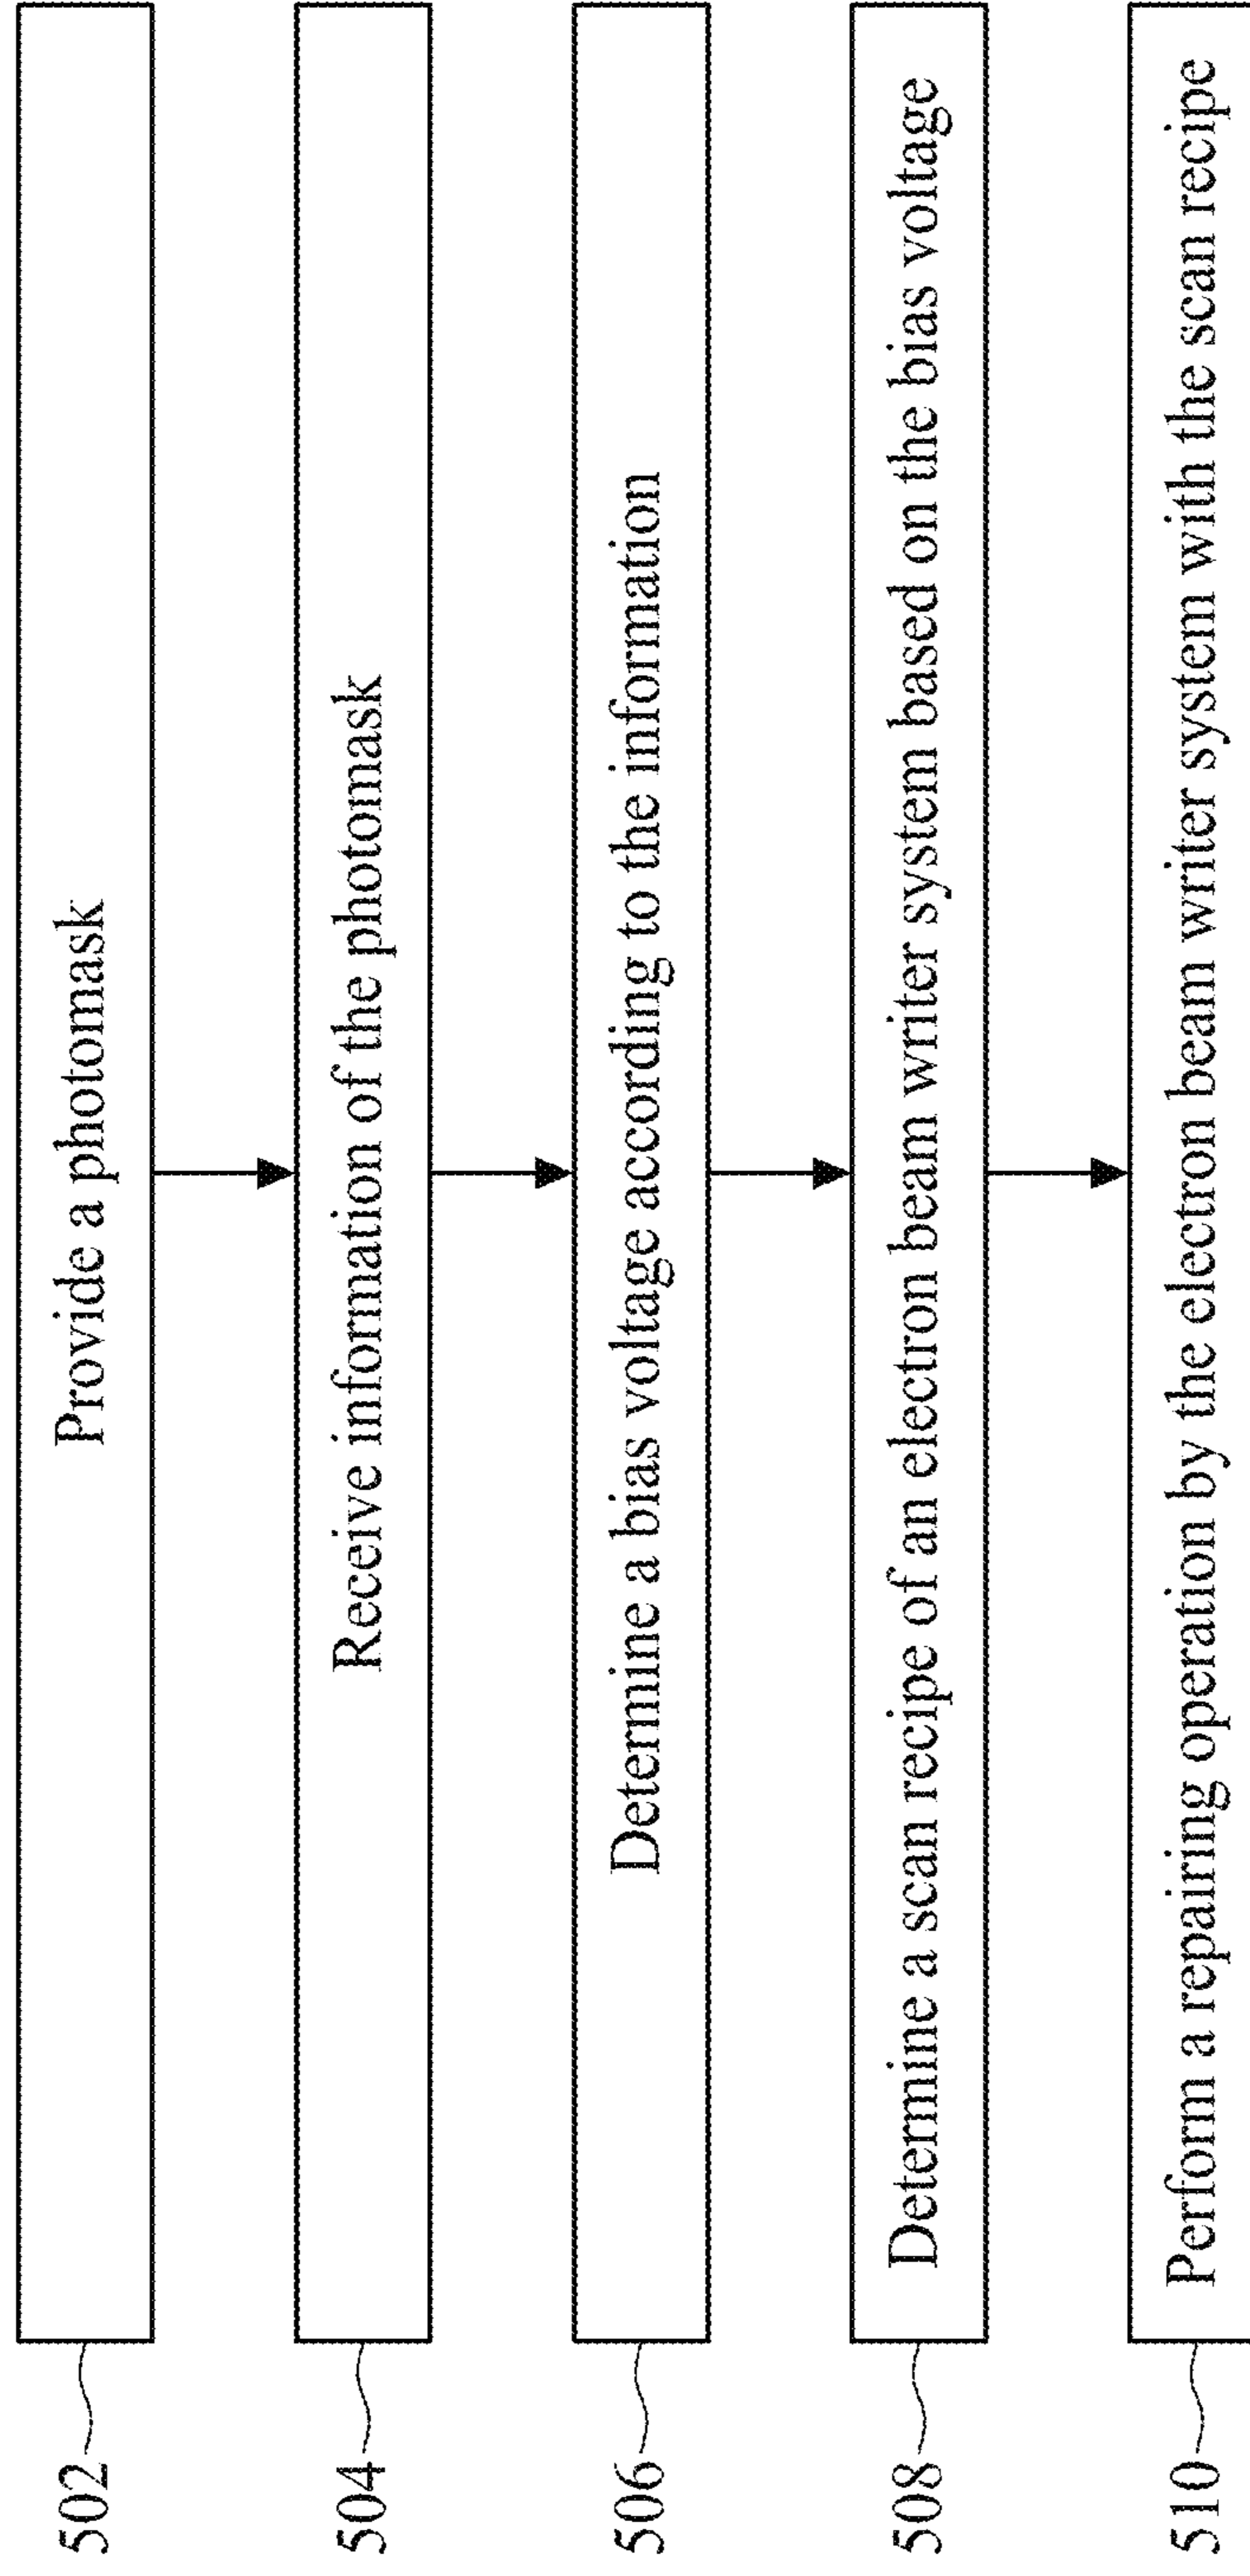 502
Provide a photomask
504
Receive information of the photomask
506
Determine a bias voltage according to the information
508
Determine a scan recipe of an electron beam writer system based on the bias voltage
510
Perform a repairing operation by the electron beam writer system with the scan recipe